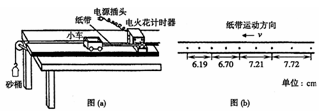 电源插头
纸带
电火花计时器
小车
砂桶
图(a)
纸带运动方向
v
6.19 6.70 7.21 7.72
单位：cm
图(b)